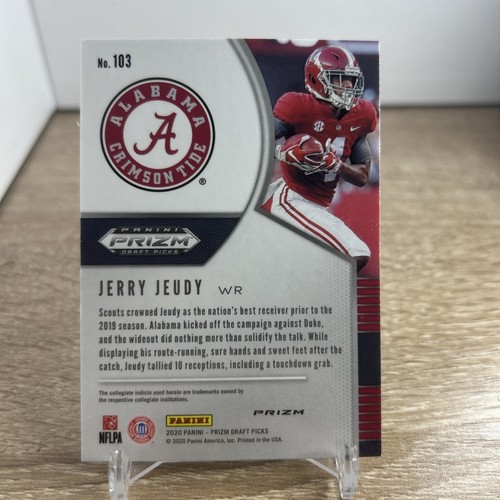 No. 103
ALABAMA
A
CRIMSON TIDE
®
4
PANINI
PRIZM
DRAFT PICKS
JERRY JEUDY WR
Scouts crowned Jeudy as the nation's best receiver prior to the
2019 season. Alabama kicked off the campaign against Duke,
and the wideout did nothing more than solidify the talk. While
displaying his route-running, sure hands and sweet feet after the
catch, Jeudy tallied 10 receptions, including a touchdown grab.
The collegiate indicia used herein are trademarks owned by
the respective collegiate institutions.
NFLPA
PANINI
PRIZM
2020 PANINI – PRIZM DRAFT PICKS
© 2020 Panini America, Inc. Printed in the USA.